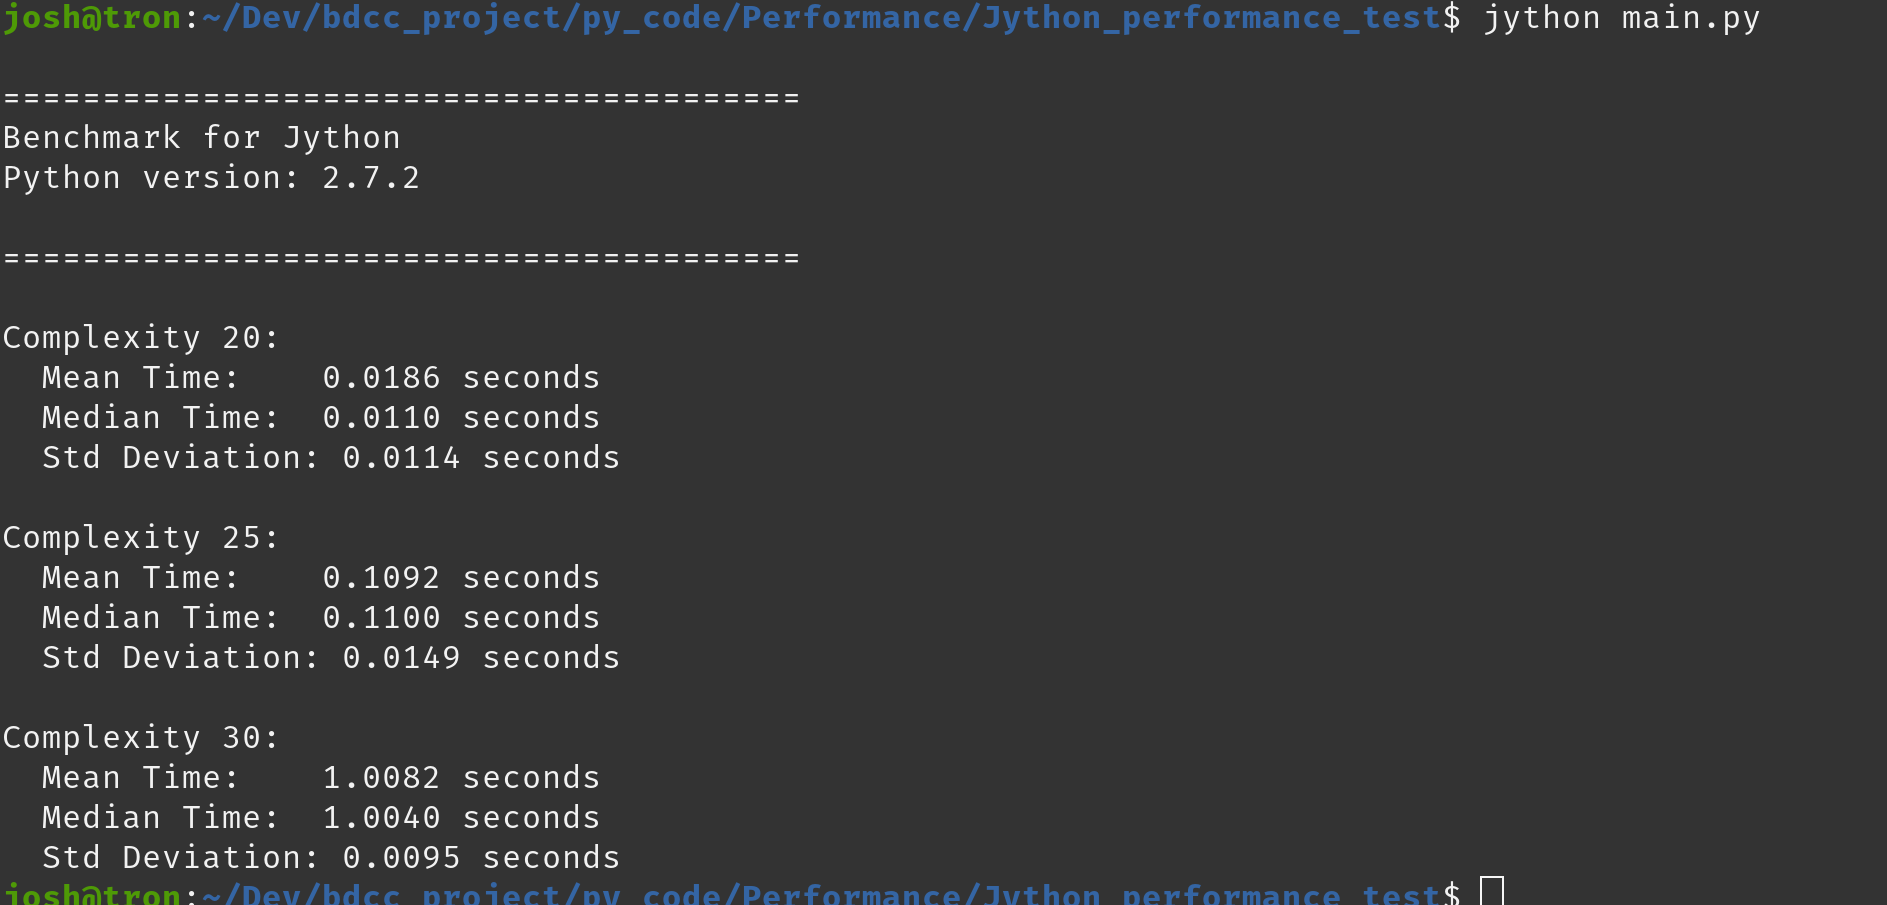 josh@tron:~/Dev/bdcc_project/py_code/Performance/Jython_performance_test$ jython main.py
========================================
Benchmark for Jython
Python version: 2.7.2
========================================
Complexity 20:
  Mean Time:    0.0186 seconds
  Median Time:  0.0110 seconds
  Std Deviation: 0.0114 seconds
Complexity 25:
  Mean Time:    0.1092 seconds
  Median Time:  0.1100 seconds
  Std Deviation: 0.0149 seconds
Complexity 30:
  Mean Time:    1.0082 seconds
  Median Time:  1.0040 seconds
  Std Deviation: 0.0095 seconds
josh@tron:~/Dev/bdcc_project/py_code/Performance/Jython_performance_test$